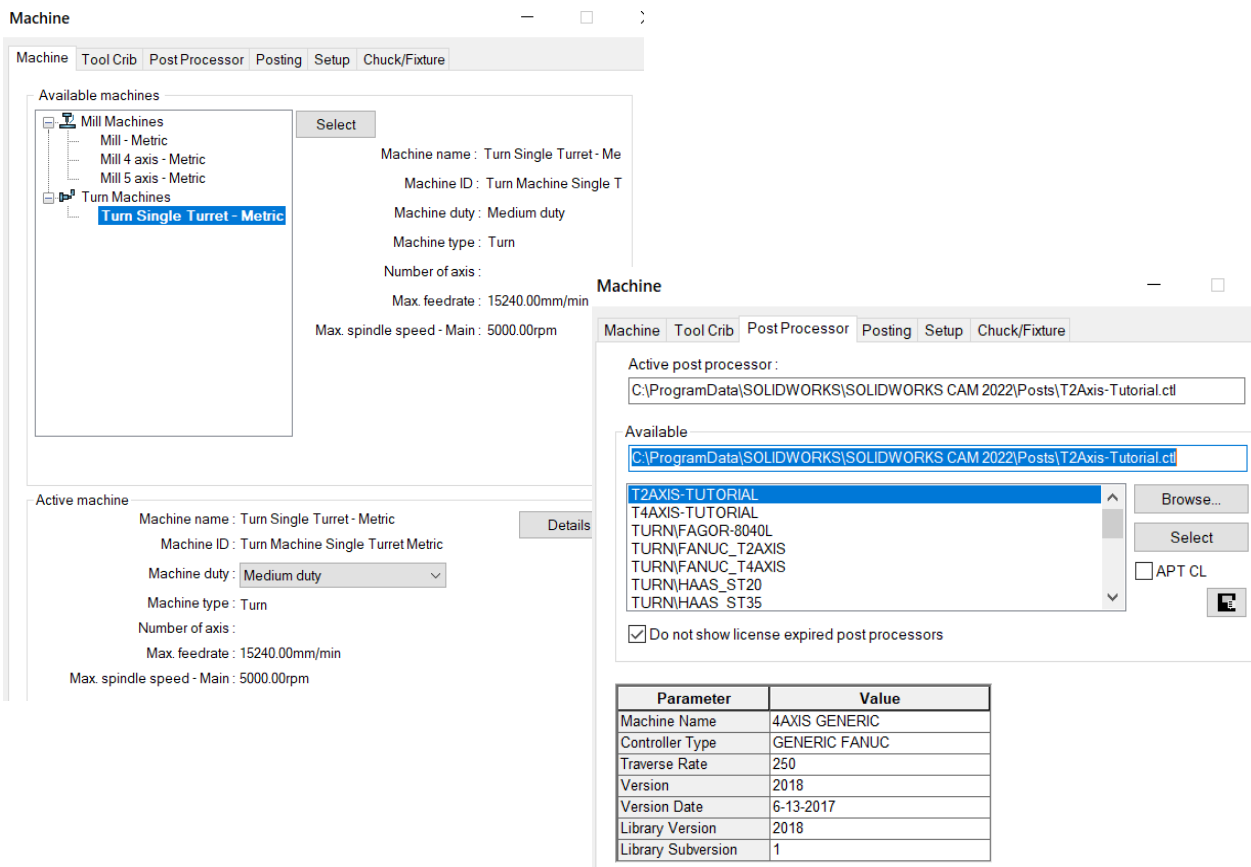 Machine
Machine Tool Crib Post Processor Posting Setup Chuck/Fixture
Available machines
Mill Machines
Mill - Metric
Mill 4 axis - Metric
Mill 5 axis - Metric
Turn Machines
Turn Single Turret - Metric
Select
Machine name : Turn Single Turret - Me
Machine ID : Turn Machine Single T
Machine duty : Medium duty
Machine type : Turn
Number of axis :
Max. feedrate : 15240.00mm/min
Max. spindle speed - Main : 5000.00rpm
Active machine
Machine name : Turn Single Turret - Metric
Details
Machine ID : Turn Machine Single Turret Metric
Machine duty : Medium duty
Machine type : Turn
Number of axis :
Max. feedrate : 15240.00mm/min
Max. spindle speed - Main : 5000.00rpm
Machine
Machine Tool Crib Post Processor Posting Setup Chuck/Fixture
Active post processor :
C:\ProgramData\SOLIDWORKS\SOLIDWORKS CAM 2022\Posts\T2Axis-Tutorial.ctl
Available
C:\ProgramData\SOLIDWORKS\SOLIDWORKS CAM 2022\Posts\T2Axis-Tutorial.ctl
T2AXIS-TUTORIAL
T4AXIS-TUTORIAL
TURN\FAGOR-8040L
TURN\FANUC_T2AXIS
TURN\FANUC_T4AXIS
TURN\HAAS_ST20
TURN\HAAS_ST35
Browse...
Select
APT CL
Do not show license expired post processors
Parameter Value
Machine Name 4AXIS GENERIC
Controller Type GENERIC FANUC
Traverse Rate 250
Version 2018
Version Date 6-13-2017
Library Version 2018
Library Subversion 1